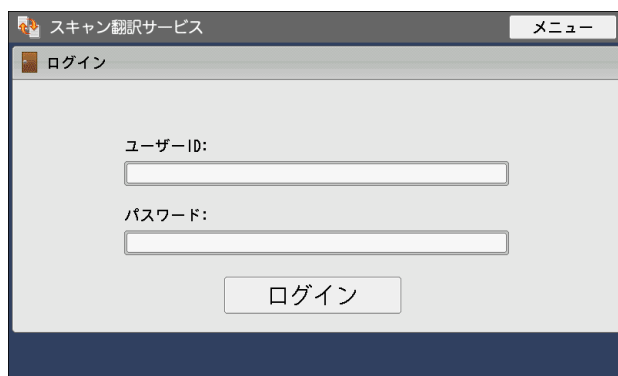 スキャン翻訳サービス
メニュー
ログイン
ユーザーID:
パスワード:
ログイン